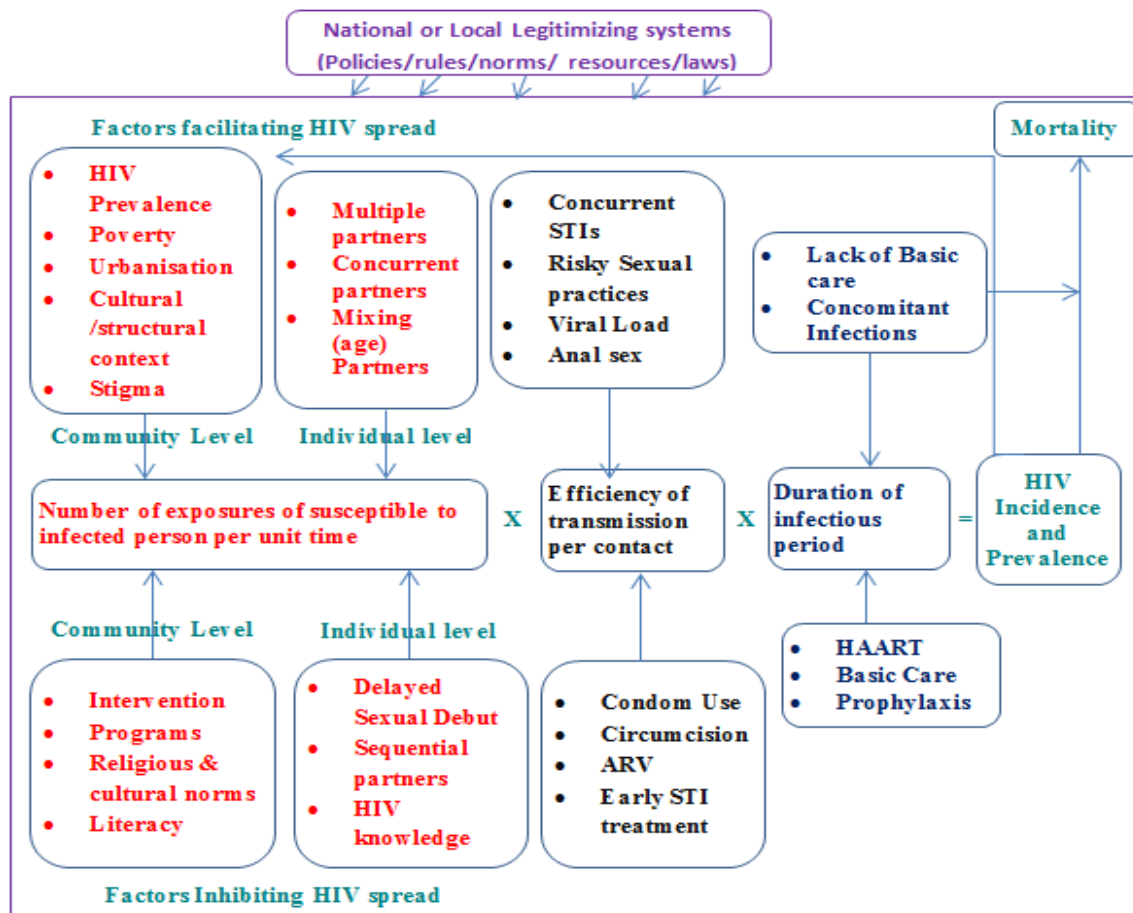 National or Local Legitimizing systems
(Policies/rules/norms/ resources/laws)
Factors facilitating HIV spread
Mortality
• HIV
Prevalence
• Poverty
• Urbanisation
• Cultural
/structural
context
• Stigma
• Multiple
partners
• Concurrent
partners
• Mixing
(age)
Partners
• Concurrent
STIs
• Risky Sexual
practices
• Viral Load
• Anal sex
• Lack of Basic
care
• Concomitant
Infections
Community Level
Individual level
Number of exposures of susceptible to
infected person per unit time
X
Efficiency of
transmission
per contact
X
Duration of
infectious
period
=
HIV
Incidence
and
Prevalence
Community Level
Individual level
• Intervention
• Programs
• Religious &
cultural norms
• Literacy
• Delayed
Sexual Debut
• Sequential
partners
• HIV
knowledge
• Condom Use
• Circumcision
• ARV
• Early STI
treatment
• HAART
• Basic Care
• Prophylaxis
Factors Inhibiting HIV spread